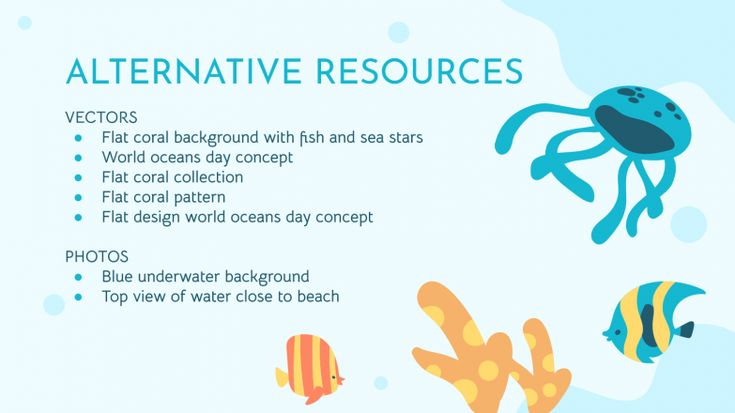 ALTERNATIVE RESOURCES
VECTORS
● Flat coral background with fish and sea stars
● World oceans day concept
● Flat coral collection
● Flat coral pattern
● Flat design world oceans day concept
PHOTOS
● Blue underwater background
● Top view of water close to beach